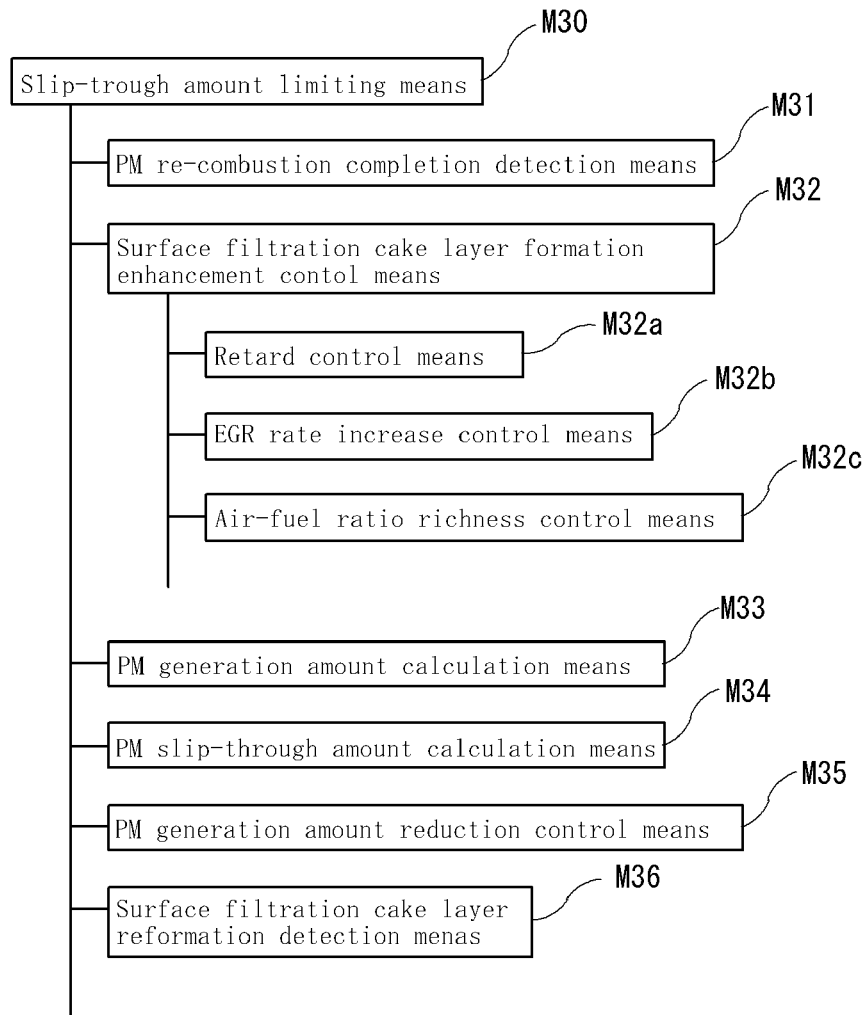 M30
Slip-trough amount limiting means
M31
PM re-combustion completion detection means
M32
Surface filtration cake layer formation
enhancement contol means
M32a
Retard control means
M32b
EGR rate increase control means
M32c
Air-fuel ratio richness control means
M33
PM generation amount calculation means
M34
PM slip-through amount calculation means
M35
PM generation amount reduction control means
M36
Surface filtration cake layer
reformation detection menas